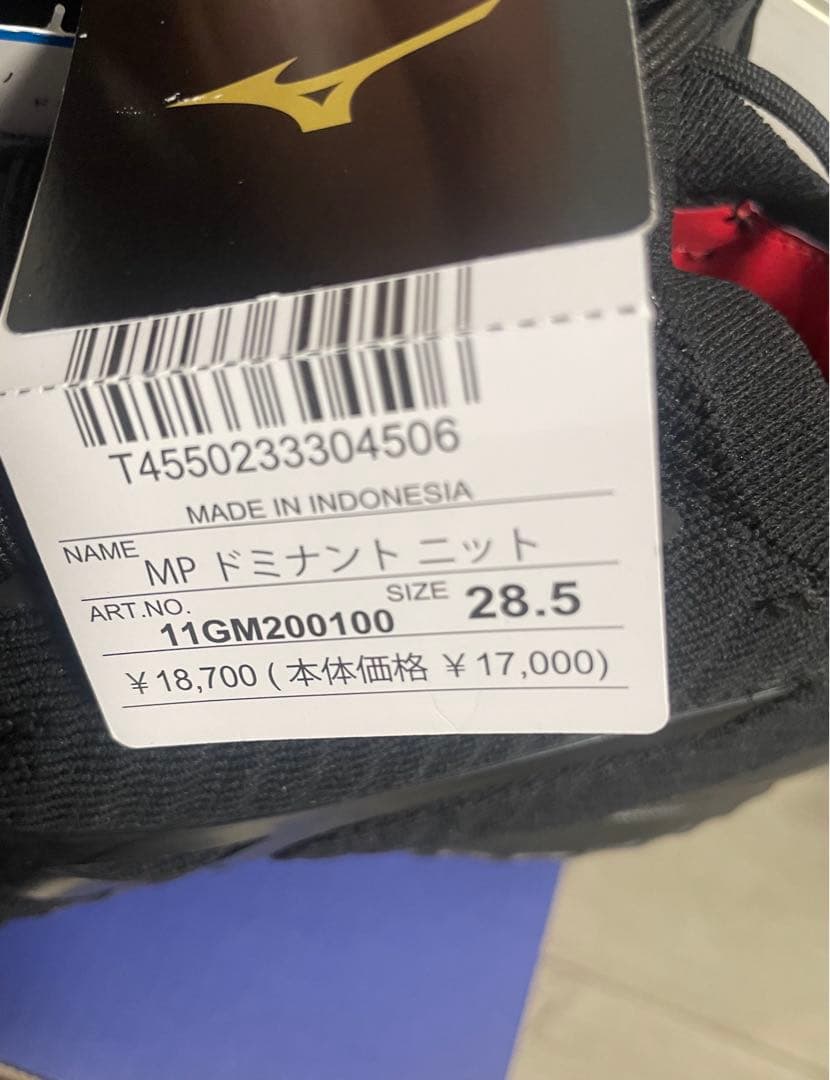 T4550233304506
MADE IN INDONESIA
NAME MP ドミナント ニット
ART.NO. 11GM200100 SIZE 28.5
¥18,700(本体価格 ¥17,000)